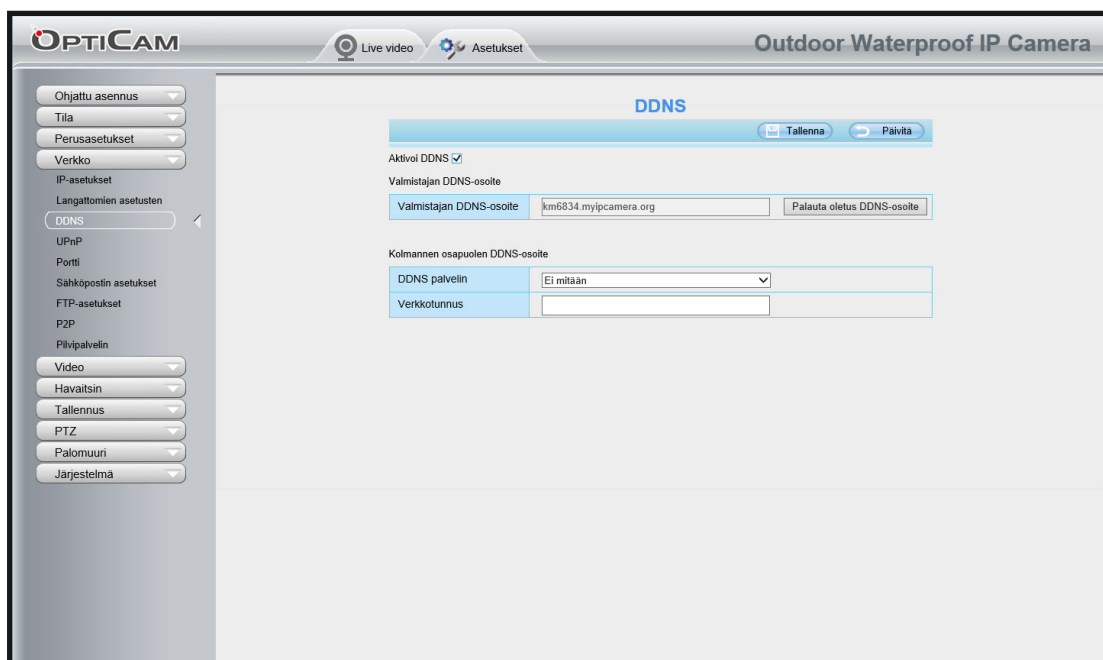 OPTICAM
Live video
Asetukset
Outdoor Waterproof IP Camera
Ohjattu asennus
Tila
Perusasetukset
Verkko
IP-asetukset
Langattomien asetusten
DDNS
UPnP
Portti
Sähköpostin asetukset
FTP-asetukset
P2P
Pilvipalvelin
Video
Havaitsin
Tallennus
PTZ
Palomuuri
Järjestelmä
DDNS
Tallenna
Päivitä
Aktivoi DDNS
Valmistajan DDNS-osoite
Valmistajan DDNS-osoite
km6834.myipcamera.org
Palauta oletus DDNS-osoite
Kolmannen osapuolen DDNS-osoite
DDNS palvelin
Ei mitään
Verkkotunnus